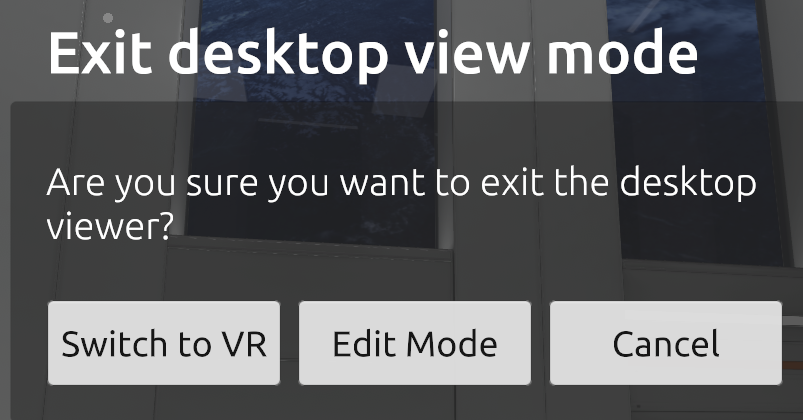 Exit desktop view mode
Are you sure you want to exit the desktop
viewer?
Switch to VR
Edit Mode
Cancel